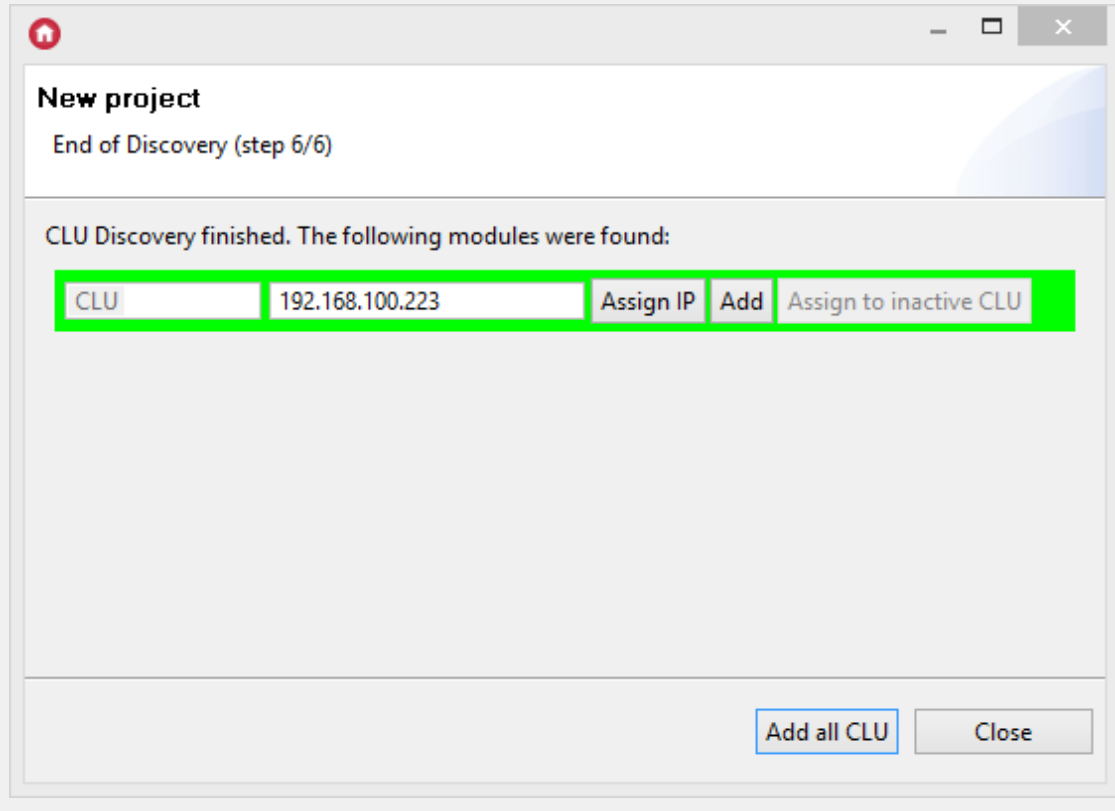 New project
End of Discovery (step 6/6)
CLU Discovery finished. The following modules were found:
CLU 192.168.100.223 Assign IP Add Assign to inactive CLU
Add all CLU Close